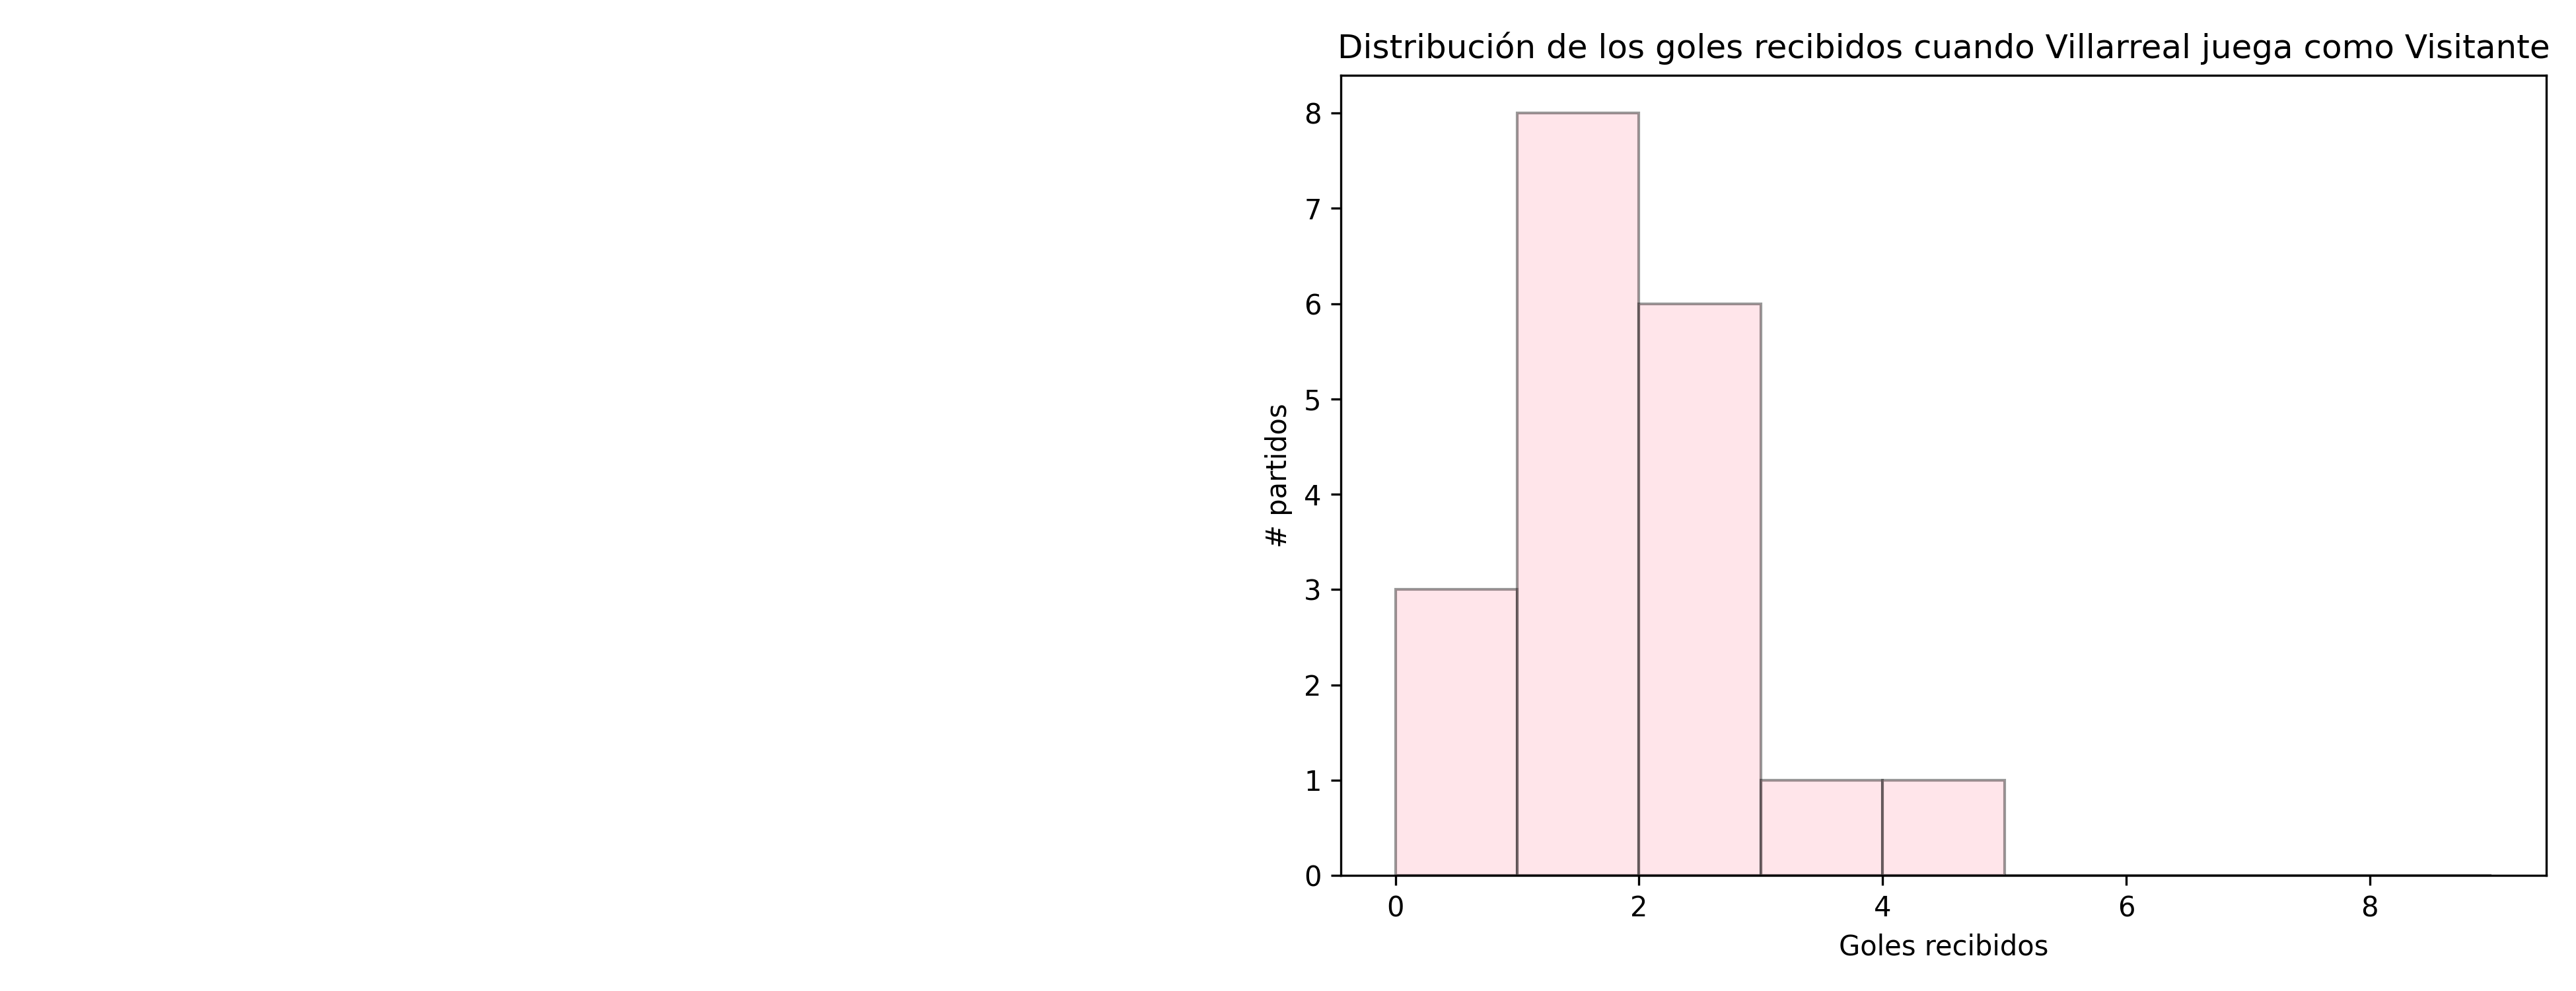 Distribución de los goles recibidos cuando Villarreal juega como Visitante
8
7
6
5
4
3
2
1
0
# partidos
0 2 4 6 8
Goles recibidos